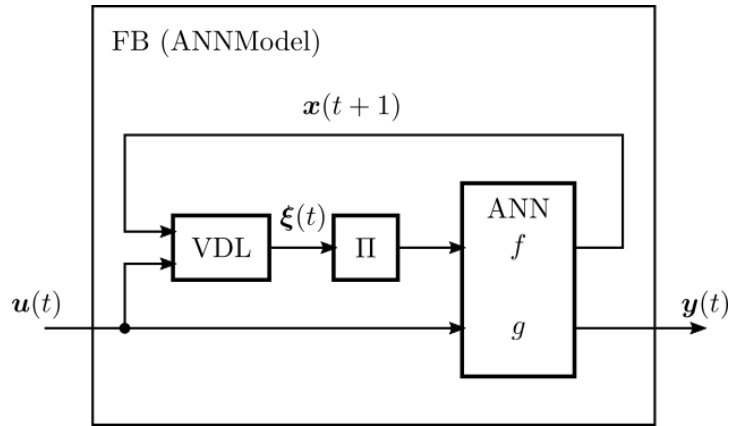 FB (ANNModel)
x(t + 1)
ξ(t)
ANN
VDL
Π
f
u(t)
y(t)
g